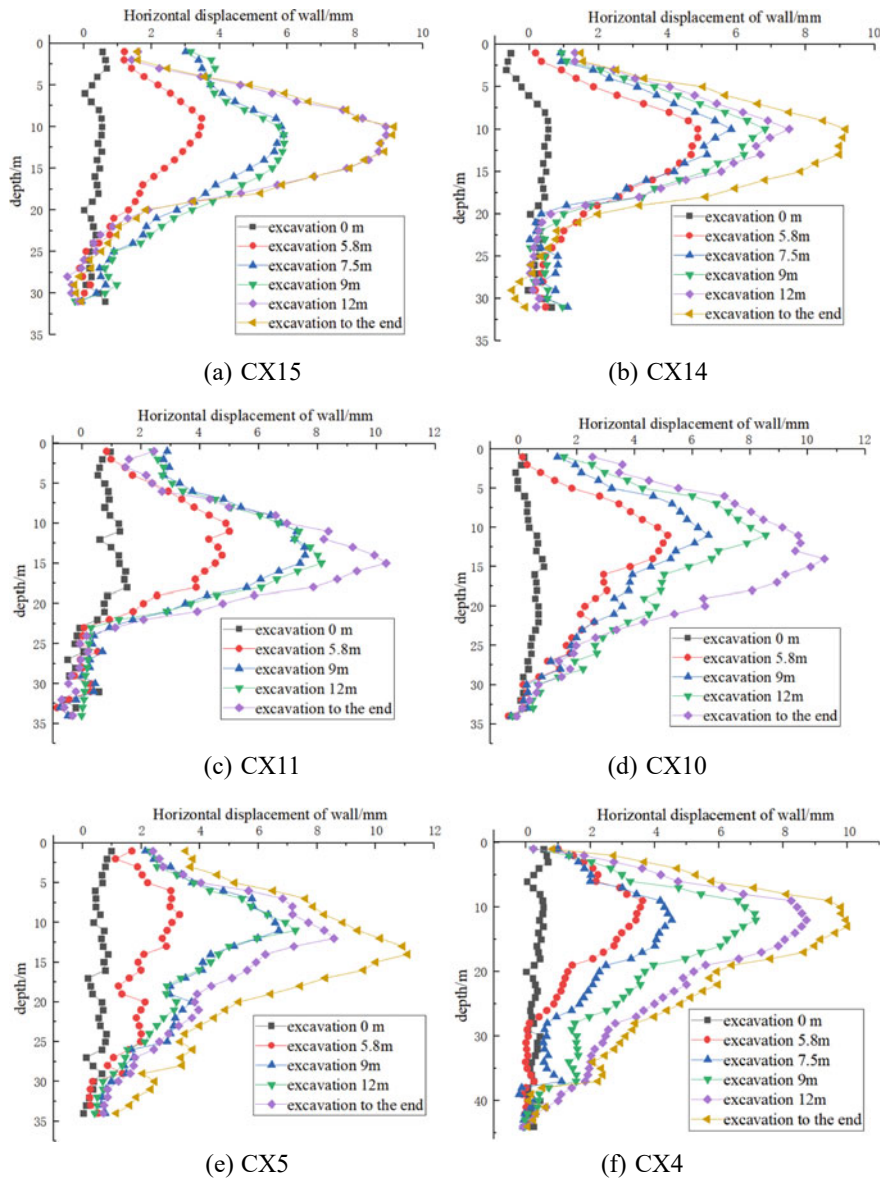 Horizontal displacement of wall/mm
0 2 4 6 8 10
depth/m
0
5
10
15
20
25
30
35
excavation 0 m
excavation 5.8m
excavation 7.5m
excavation 9m
excavation 12m
excavation to the end
(a) CX15
Horizontal displacement of wall/mm
0 2 4 6 8 10
depth/m
0
5
10
15
20
25
30
35
excavation 0 m
excavation 5.8m
excavation 7.5m
excavation 9m
excavation 12m
excavation to the end
(b) CX14
Horizontal displacement of wall/mm
0 2 4 6 8 10 12
depth/m
0
5
10
15
20
25
30
35
excavation 0 m
excavation 5.8m
excavation 9m
excavation 12m
excavation to the end
(c) CX11
Horizontal displacement of wall/mm
0 2 4 6 8 10 12
depth/m
0
5
10
15
20
25
30
35
excavation 0 m
excavation 5.8m
excavation 9m
excavation 12m
excavation to the end
(d) CX10
Horizontal displacement of wall/mm
0 2 4 6 8 10 12
depth/m
0
5
10
15
20
25
30
35
excavation 0 m
excavation 5.8m
excavation 9m
excavation 12m
excavation to the end
(e) CX5
Horizontal displacement of wall/mm
0 2 4 6 8 10
depth/m
0
10
20
30
40
excavation 0 m
excavation 5.8m
excavation 7.5m
excavation 9m
excavation 12m
excavation to the end
(f) CX4